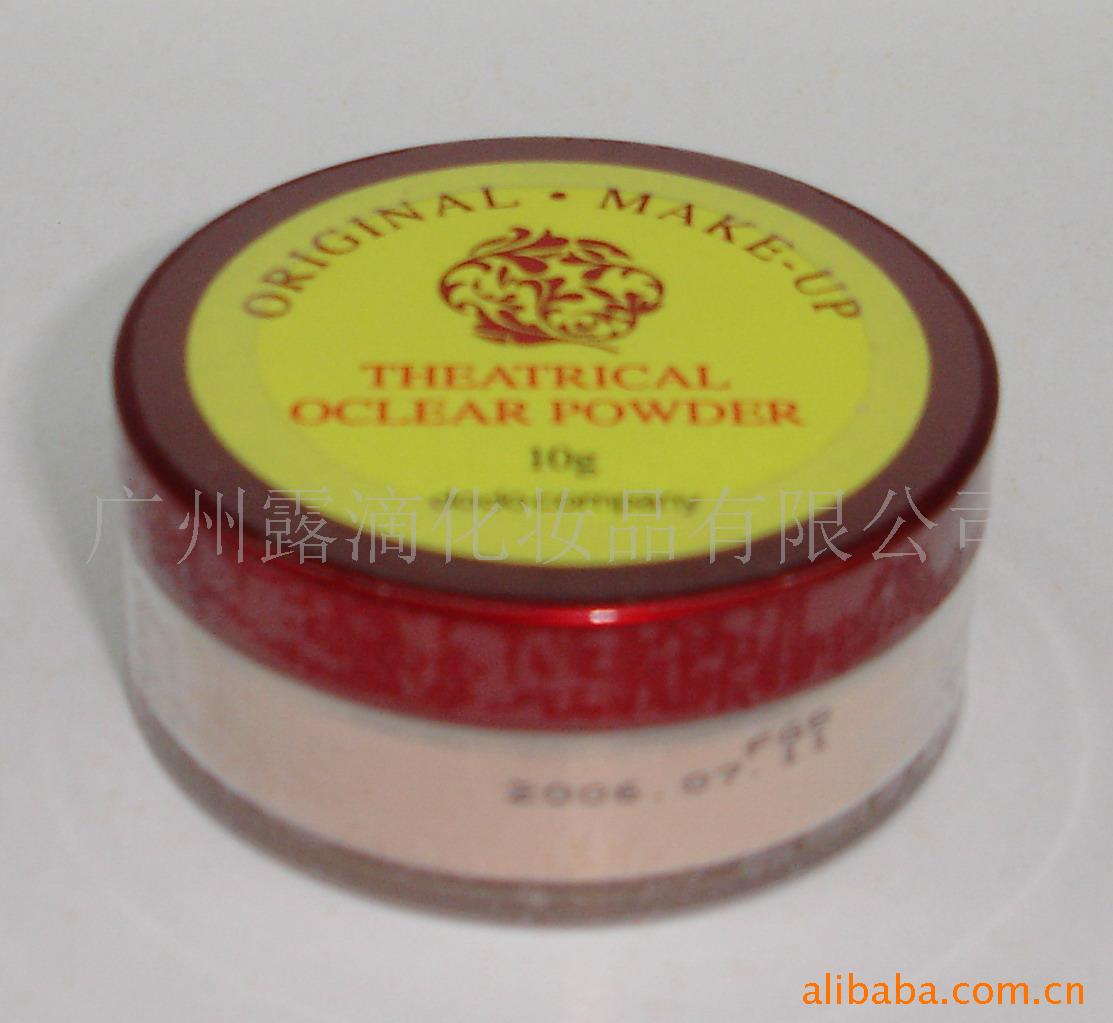 ORIGINAL • MAKE-UP
THEATRICAL
OCLEAR POWDER
10g
company
广州露滴化妆品有限公司
2006.07.11
alibaba.com.cn